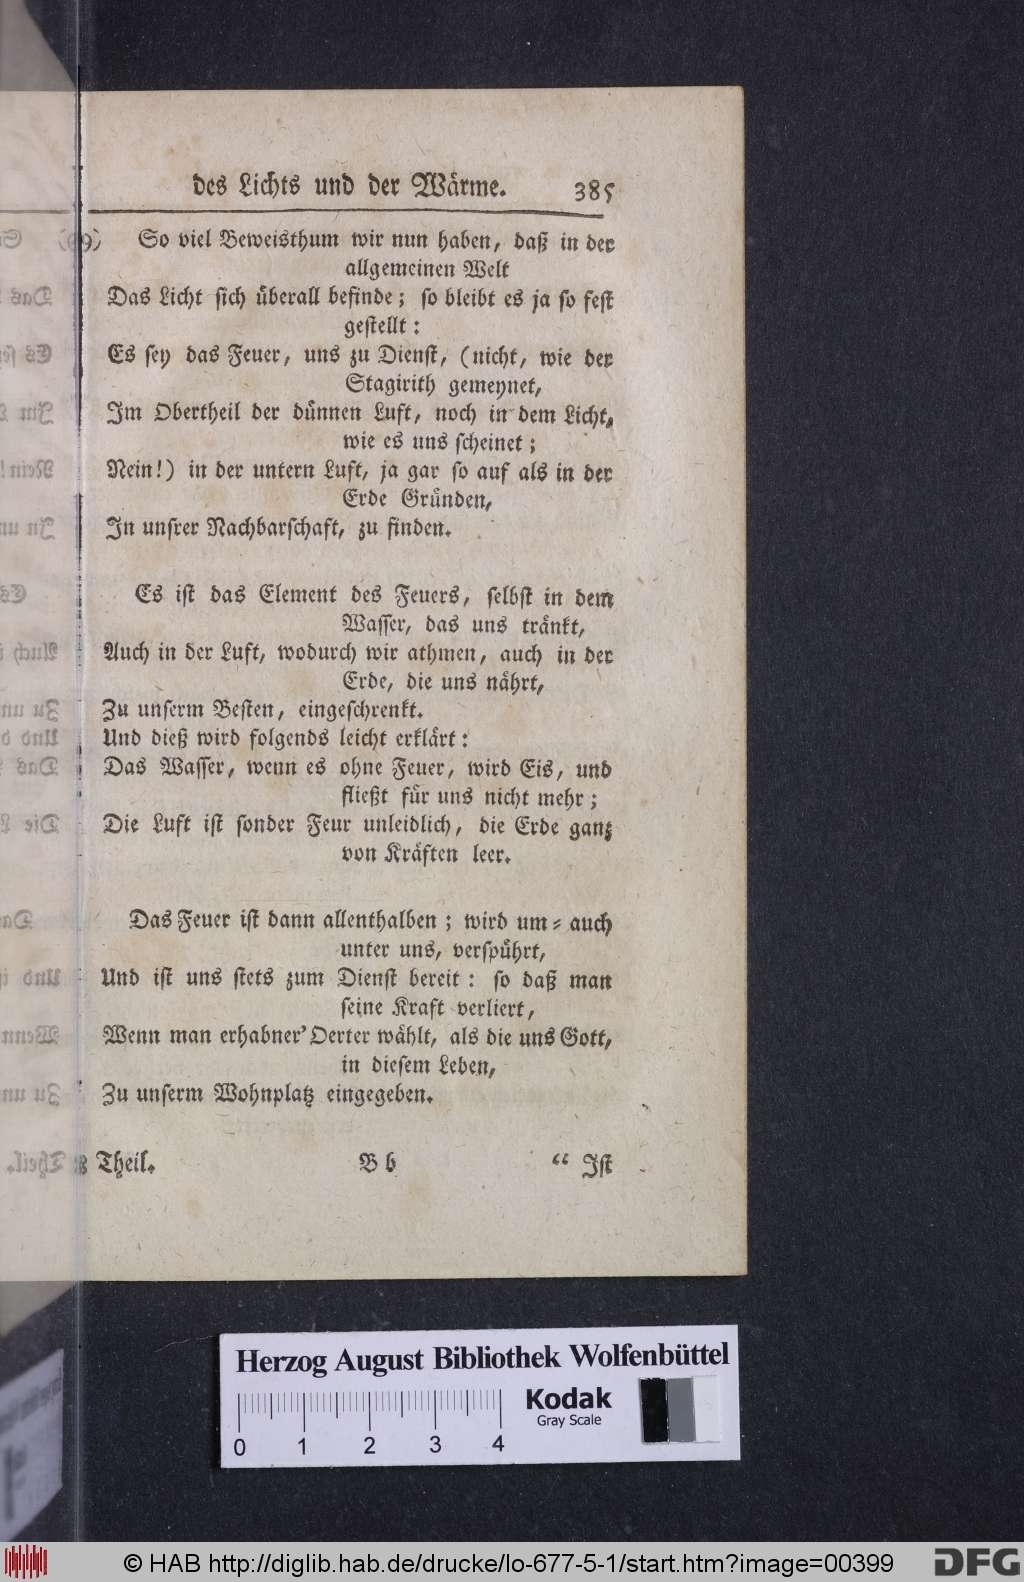 des Lichts und der Wärme. 385
So viel Beweisthum wir nun haben, daß in der
allgemeinen Welt
Das Licht sich überall befinde; so bleibt es ja so fest
gestellt:
Es sey das Feuer, uns zu Dienst, (nicht, wie der
Stagirith gemeynet,
Im Obertheil der dünnen Luft, noch in dem Licht,
wie es uns scheinet;
Nein!) in der untern Luft, ja gar so auf als in der
Erde Gründen,
In unsrer Nachbarschaft, zu finden.
Es ist das Element des Feuers, selbst in dem
Wasser, das uns tränkt,
Auch in der Luft, wodurch wir athmen, auch in der
Erde, die uns nährt,
Zu unserm Besten, eingeschrenkt.
Und dieß wird folgends leicht erklärt:
Das Wasser, wenn es ohne Feuer, wird Eis, und
fließt für uns nicht mehr;
Die Luft ist sonder Feur unleidlich, die Erde ganz
von Kräften leer.
Das Feuer ist dann allenthalben; wird um- auch
unter uns, verspührt,
Und ist uns stets zum Dienst bereit: so daß man
seine Kraft verliert,
Wenn man erhabner' Oerter wählt, als die uns Gott,
in diesem Leben,
Zu unserm Wohnplatz eingegeben.
Theil. B b “ Ist
Herzog August Bibliothek Wolfenbüttel
Kodak
Gray Scale
0 1 2 3 4
© HAB http://diglib.hab.de/drucke/lo-677-5-1/start.htm?image=00399
DFG